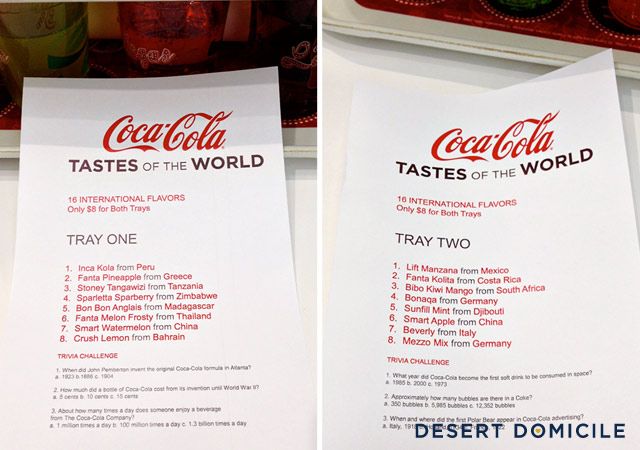 Coca-Cola
TASTES OF THE WORLD
16 INTERNATIONAL FLAVORS
Only $8 for Both Trays
TRAY ONE
1. Inca Kola from Peru
2. Fanta Pineapple from Greece
3. Stoney Tangawizi from Tanzania
4. Sparletta Sparberry from Zimbabwe
5. Bon Bon Anglais from Madagascar
6. Fanta Melon Frosty from Thailand
7. Smart Watermelon from China
8. Crush Lemon from Bahrain
TRIVIA CHALLENGE
1. When did John Pemberton invent the original Coca-Cola formula in Atlanta?
a. 1923 b.1886 c. 1904
2. How much did a bottle of Coca-Cola cost from its invention until World War II?
a. 5 cents b. 10 cents c. 15 cents
3. About how many times a day does someone enjoy a beverage
from The Coca-Cola Company?
a. 1 million times a day b. 100 million times a day c. 1.3 billion times a day
Coca-Cola
TASTES OF THE WORLD
16 INTERNATIONAL FLAVORS
Only $8 for Both Trays
TRAY TWO
1. Lift Manzana from Mexico
2. Fanta Kolita from Costa Rica
3. Bibo Kiwi Mango from South Africa
4. Bonaqa from Germany
5. Sunfill Mint from Djibouti
6. Smart Apple from China
7. Beverly from Italy
8. Mezzo Mix from Germany
TRIVIA CHALLENGE
1. What year did Coca-Cola become the first soft drink to be consumed in space?
a. 1985 b. 2000 c. 1973
2. Approximately how many bubbles are there in a Coke?
a. 350 bubbles b. 5,985 bubbles c. 12,352 bubbles
3. When and where did the first Polar Bear appear in Coca-Cola advertising?
a. Italy,
DESERT DOMICILE